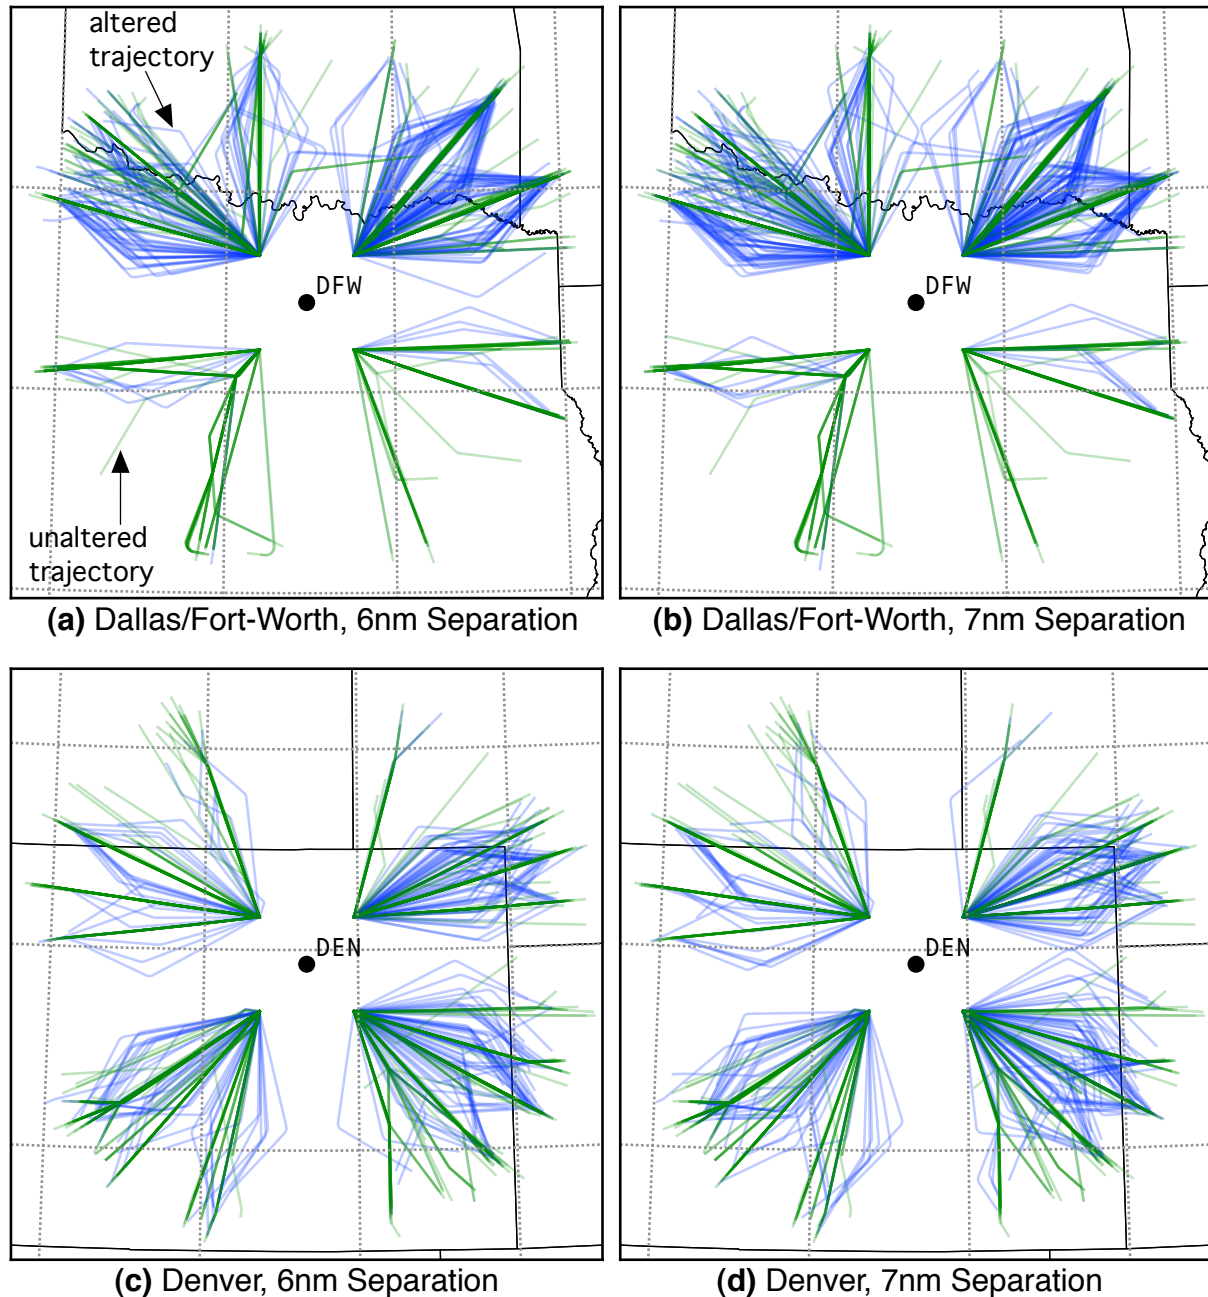 altered
trajectory
DFW
unaltered
trajectory
(a) Dallas/Fort-Worth, 6nm Separation
DFW
(b) Dallas/Fort-Worth, 7nm Separation
DEN
(c) Denver, 6nm Separation
DEN
(d) Denver, 7nm Separation